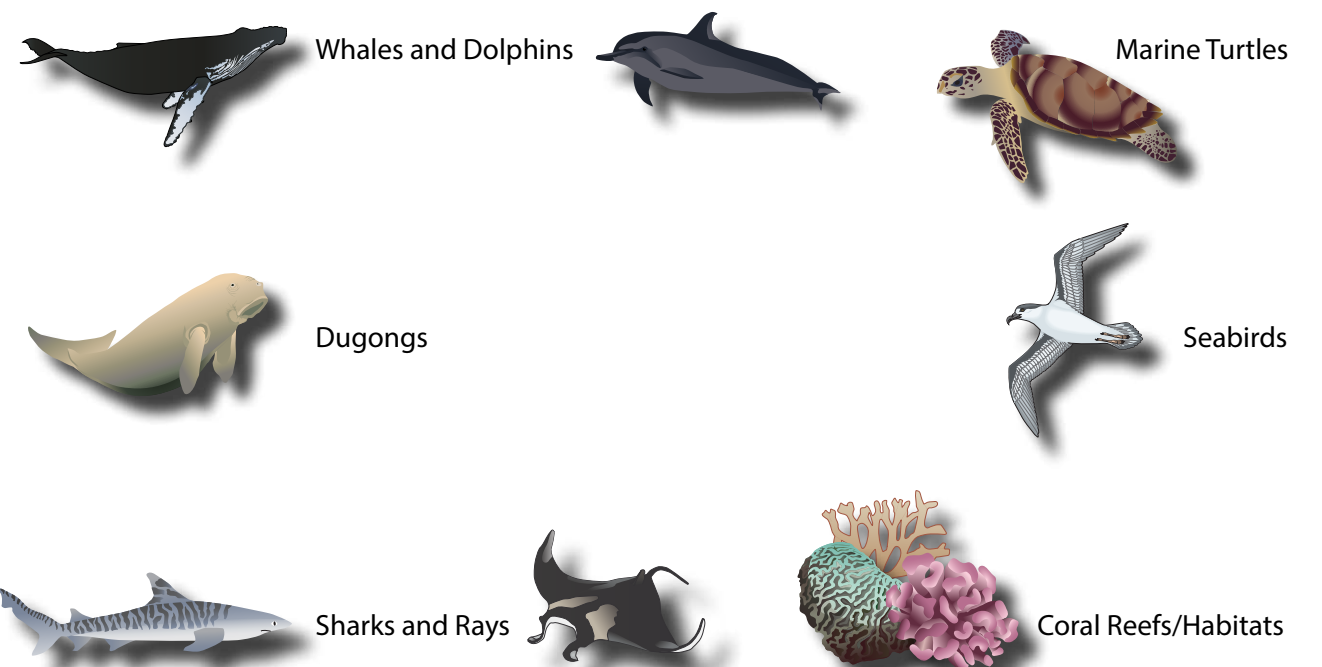 Whales and Dolphins
Marine Turtles
Dugongs
Seabirds
Sharks and Rays
Coral Reefs/Habitats